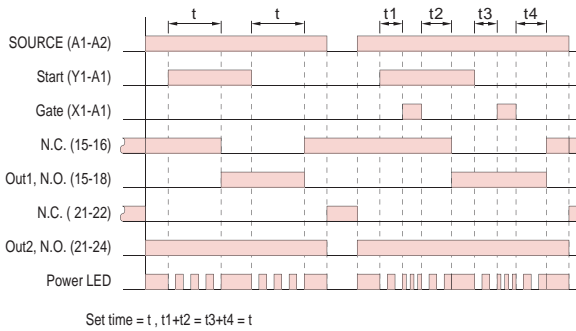 t t t1 t2 t3 t4
SOURCE (A1-A2)
Start (Y1-A1)
Gate (X1-A1)
N.C. (15-16)
Out1, N.O. (15-18)
N.C. ( 21-22)
Out2, N.O. (21-24)
Power LED
Set time = t , t1+t2 = t3+t4 = t